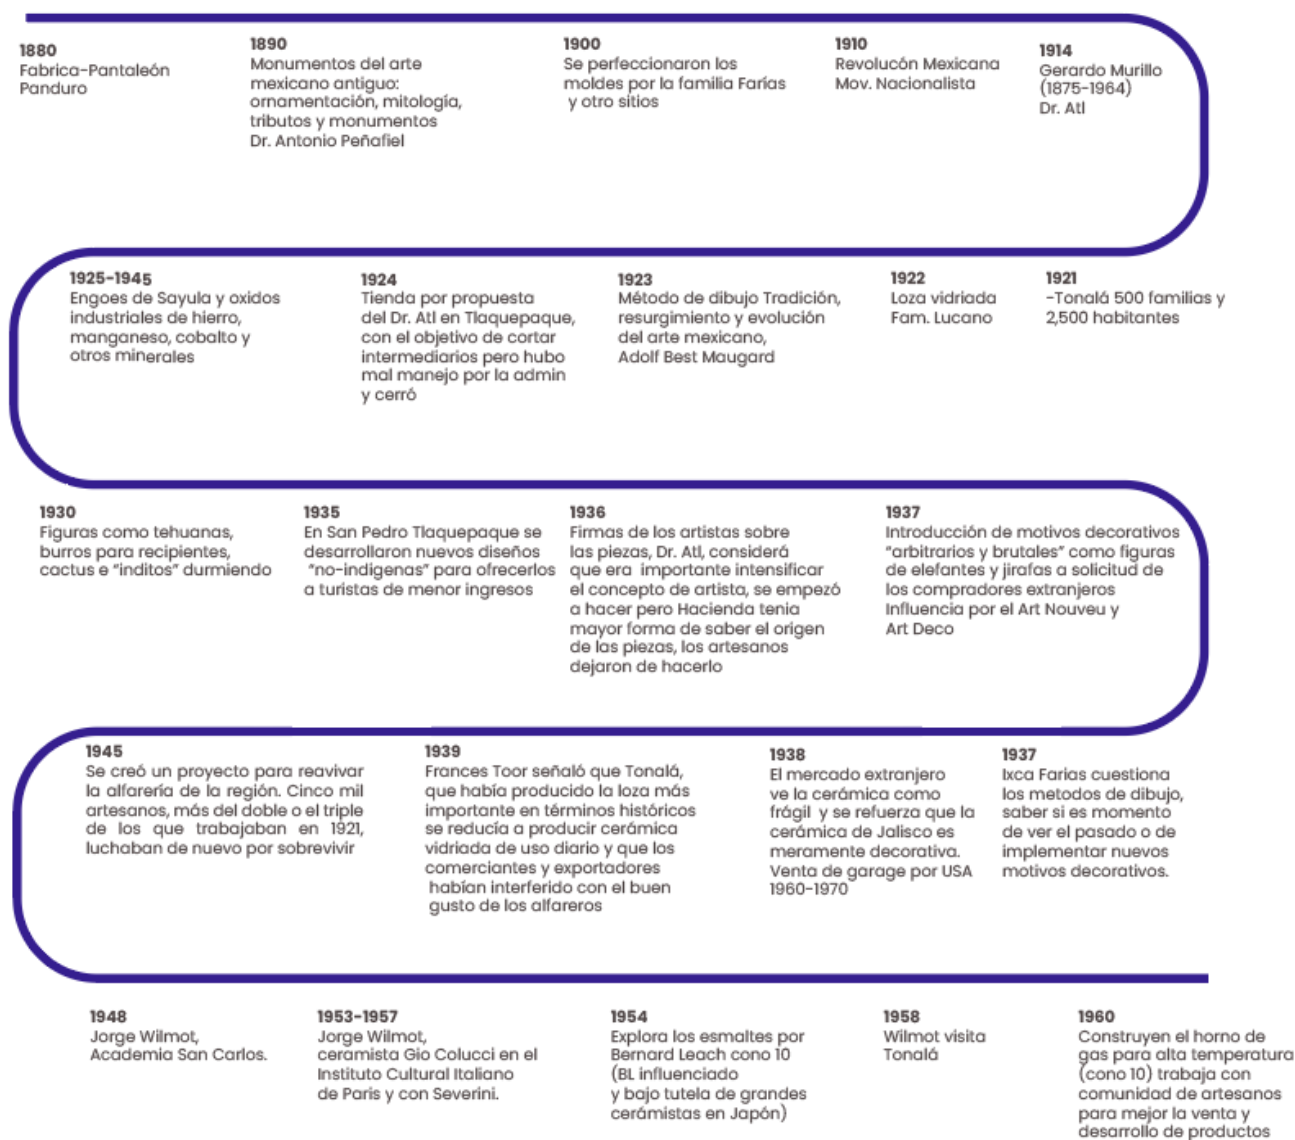 1880
Fabrica-Pantaleón
Panduro
1890
Monumentos del arte
mexicano antiguo:
ornamentación, mitología,
tributos y monumentos
Dr. Antonio Peñafiel
1900
Se perfeccionaron los
moldes por la familia Farías
y otro sitios
1910
Revolucón Mexicana
Mov. Nacionalista
1914
Gerardo Murillo
(1875-1964)
Dr. Atl
1921
-Tonalá 500 familias y
2,500 habitantes
1922
Loza vidriada
Fam. Lucano
1923
Método de dibujo Tradición,
resurgimiento y evolución
del arte mexicano,
Adolf Best Maugard
1924
Tienda por propuesta
del Dr. Atl en Tlaquepaque,
con el objetivo de cortar
intermediarios pero hubo
mal manejo por la admin
y cerró
1925-1945
Engoes de Sayula y oxidos
industriales de hierro,
manganeso, cobalto y
otros minerales
1930
Figuras como tehuanas,
burros para recipientes,
cactus e “inditos” durmiendo
1935
En San Pedro Tlaquepaque se
desarrollaron nuevos diseños
“no-indigenas” para ofrecerlos
a turistas de menor ingresos
1936
Firmas de los artistas sobre
las piezas, Dr. Atl, considerá
que era importante intensificar
el concepto de artista, se empezó
a hacer pero Hacienda tenia
mayor forma de saber el origen
de las piezas, los artesanos
dejaron de hacerlo
1937
Introducción de motivos decorativos
“arbitrarios y brutales” como figuras
de elefantes y jirafas a solicitud de
los compradores extranjeros
Influencia por el Art Nouveu y
Art Deco
1937
Ixca Farias cuestiona
los metodos de dibujo,
saber si es momento
de ver el pasado o de
implementar nuevos
motivos decorativos.
1938
El mercado extranjero
ve la cerámica como
frágil y se refuerza que la
cerámica de Jalisco es
meramente decorativa.
Venta de garage por USA
1960-1970
1939
Frances Toor señaló que Tonalá,
que había producido la loza más
importante en términos históricos
se reducía a producir cerámica
vidriada de uso diario y que los
comerciantes y exportadores
habían interferido con el buen
gusto de los alfareros
1945
Se creó un proyecto para reavivar
la alfarería de la región. Cinco mil
artesanos, más del doble o el triple
de los que trabajaban en 1921,
luchaban de nuevo por sobrevivir
1948
Jorge Wilmot,
Academia San Carlos.
1953-1957
Jorge Wilmot,
ceramista Gio Colucci en el
Instituto Cultural Italiano
de Paris y con Severini.
1954
Explora los esmaltes por
Bernard Leach cono 10
(BL influenciado
y bajo tutela de grandes
cerámistas en Japón)
1958
Wilmot visita
Tonalá
1960
Construyen el horno de
gas para alta temperatura
(cono 10) trabaja con
comunidad de artesanos
para mejor la venta y
desarrollo de productos